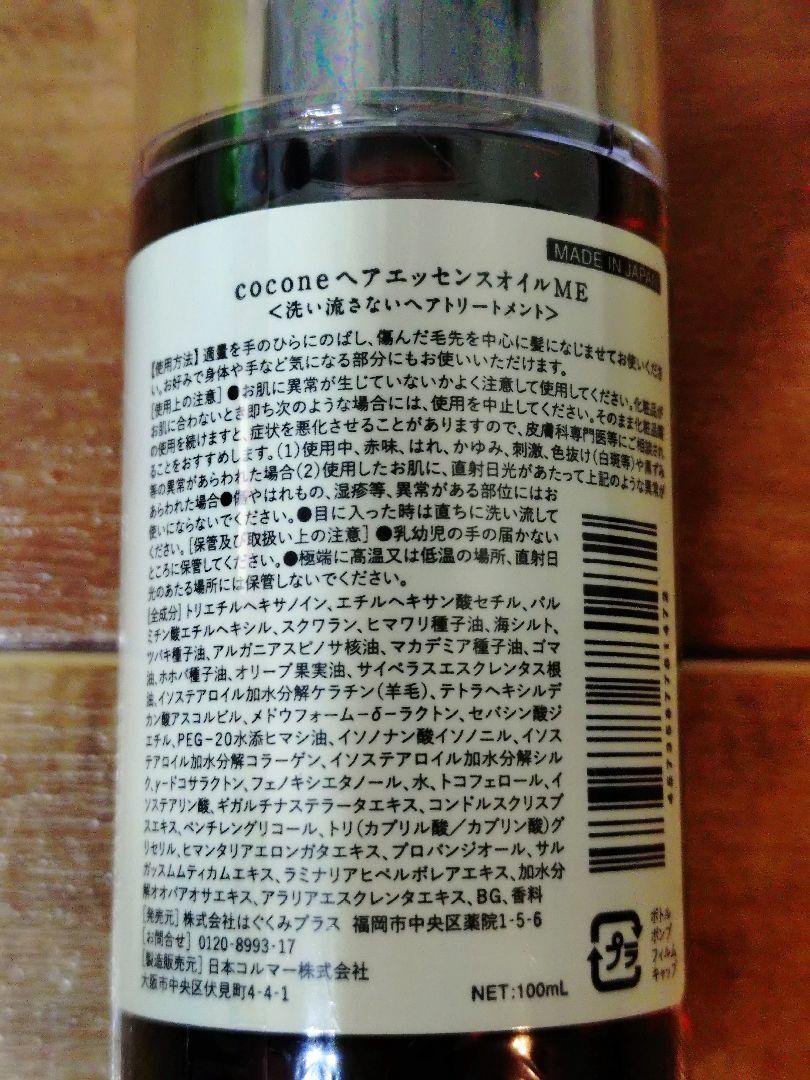 MADE IN JAPAN
coconeヘアエッセンスオイルME
<洗い流さないヘアトリートメント>
【使用方法】適量を手のひらにのばし、傷んだ毛先を中心に髪になじませてお使いくださ
い。お好みで身体や手など気になる部分にもお使いいただけます。
[使用上の注意]●お肌に異常が生じていないかよく注意して使用してください。化粧品が
お肌に合わないとき即ち次のような場合には、使用を中止してください。そのまま化粧品類
の使用を続けますと、症状を悪化させることがありますので、皮膚科専門医等にご相談され
ることをおすすめします。(1)使用中、赤味、はれ、かゆみ、刺激、色抜け(白斑等)や黒ずみ
等の異常があらわれた場合(2)使用したお肌に、直射日光があたって上記のような異常が
あらわれた場合●傷やはれもの、湿疹等、異常がある部位にはお
使いにならないでください。●目に入った時は直ちに洗い流して
ください。[保管及び取扱い上の注意]●乳幼児の手の届かない
ところに保管してください。●極端に高温又は低温の場所、直射日
光のあたる場所には保管しないでください。
[全成分]トリエチルヘキサノイン、エチルヘキサン酸セチル、パル
ミチン酸エチルヘキシル、スクワラン、ヒマワリ種子油、海シルト、
ツバキ種子油、アルガニアスピノサ核油、マカデミア種子油、ゴマ
油、ホホバ種子油、オリーブ果実油、サイペラスエスクレンタス根
油、イソステアロイル加水分解ケラチン(羊毛)、テトラヘキシルデ
カン酸アスコルビル、メドウフォーム-δ-ラクトン、セバシン酸ジ
エチル、PEG-20水添ヒマシ油、イソノナン酸イソノニル、イソス
テアロイル加水分解コラーゲン、イソステアロイル加水分解シル
ク、γ-ドコサラクトン、フェノキシエタノール、水、トコフェロール、イ
ソステアリン酸、ギガルチナステラータエキス、コンドルスクリスプ
スエキス、ペンチレングリコール、トリ(カプリル酸/カプリン酸)グ
リセリル、ヒマンタリアエロンガタエキス、プロパンジオール、サル
ガッスムムティカムエキス、ラミナリアヒペルボレアエキス、加水分
解オオバアオサエキス、アラリアエスクレンタエキス、BG、香料
[発売元]株式会社はぐくみプラス 福岡市中央区薬院1-5-6
[お問合せ]0120-8993-17
[製造販売元]日本コルマー株式会社
大阪市中央区伏見町4-4-1
NET:100mL
プラ
ボトル
ポンプ
フィルム
キャップ